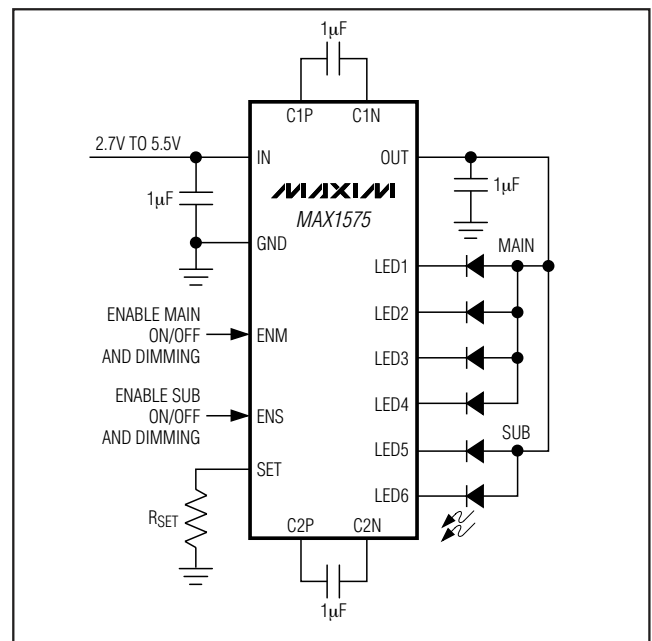 1µF
C1P C1N
2.7V TO 5.5V
IN
OUT
1µF
1µF
MAXIM
MAX1575
GND
MAIN
LED1
ENABLE MAIN
ON/OFF
AND DIMMING
ENM
LED2
LED3
ENABLE SUB
ON/OFF
AND DIMMING
ENS
LED4
SUB
LED5
SET
LED6
RSET
C2P C2N
1µF